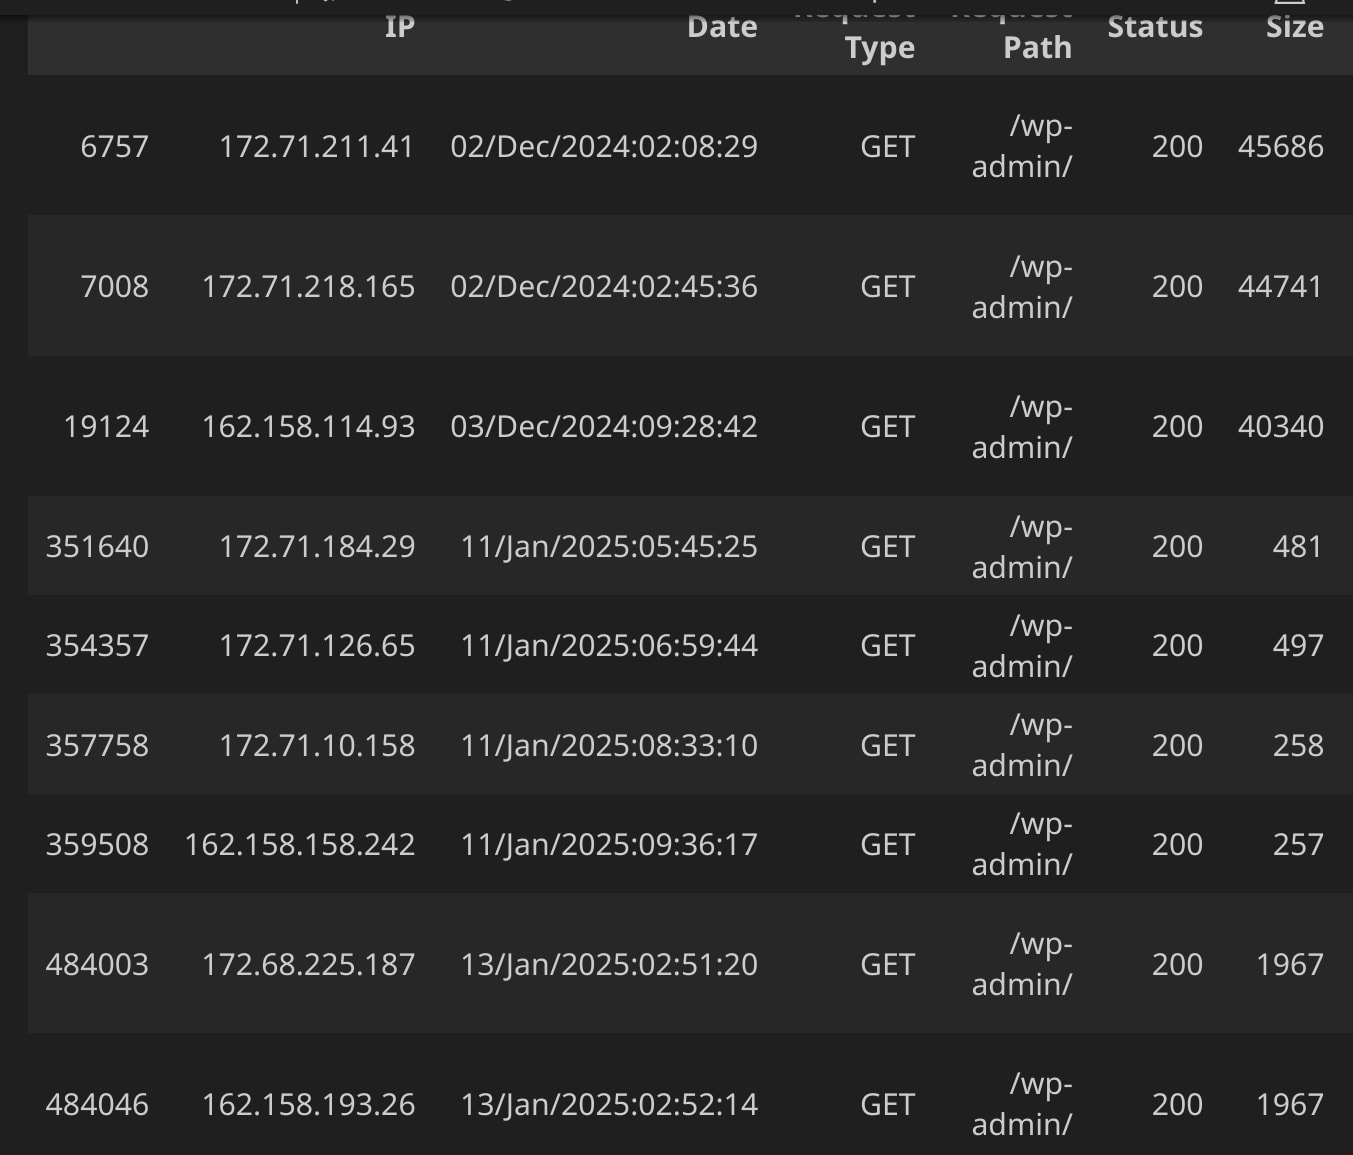 IP Date Request Type Request Path Status Size
6757 172.71.211.41 02/Dec/2024:02:08:29 GET /wp-admin/ 200 45686
7008 172.71.218.165 02/Dec/2024:02:45:36 GET /wp-admin/ 200 44741
19124 162.158.114.93 03/Dec/2024:09:28:42 GET /wp-admin/ 200 40340
351640 172.71.184.29 11/Jan/2025:05:45:25 GET /wp-admin/ 200 481
354357 172.71.126.65 11/Jan/2025:06:59:44 GET /wp-admin/ 200 497
357758 172.71.10.158 11/Jan/2025:08:33:10 GET /wp-admin/ 200 258
359508 162.158.158.242 11/Jan/2025:09:36:17 GET /wp-admin/ 200 257
484003 172.68.225.187 13/Jan/2025:02:51:20 GET /wp-admin/ 200 1967
484046 162.158.193.26 13/Jan/2025:02:52:14 GET /wp-admin/ 200 1967